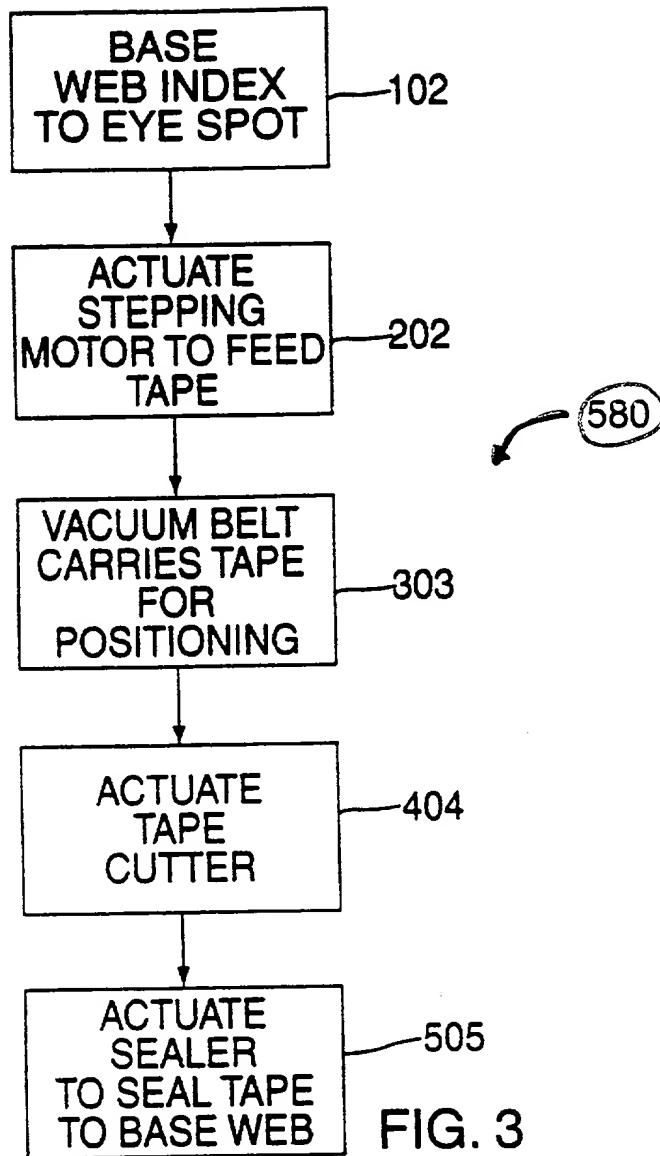 BASE
WEB INDEX
TO EYE SPOT
102
ACTUATE
STEPPING
MOTOR TO FEED
TAPE
202
580
VACUUM BELT
CARRIES TAPE
FOR
POSITIONING
303
ACTUATE
TAPE
CUTTER
404
ACTUATE
SEALER
TO SEAL TAPE
TO BASE WEB
505
FIG. 3